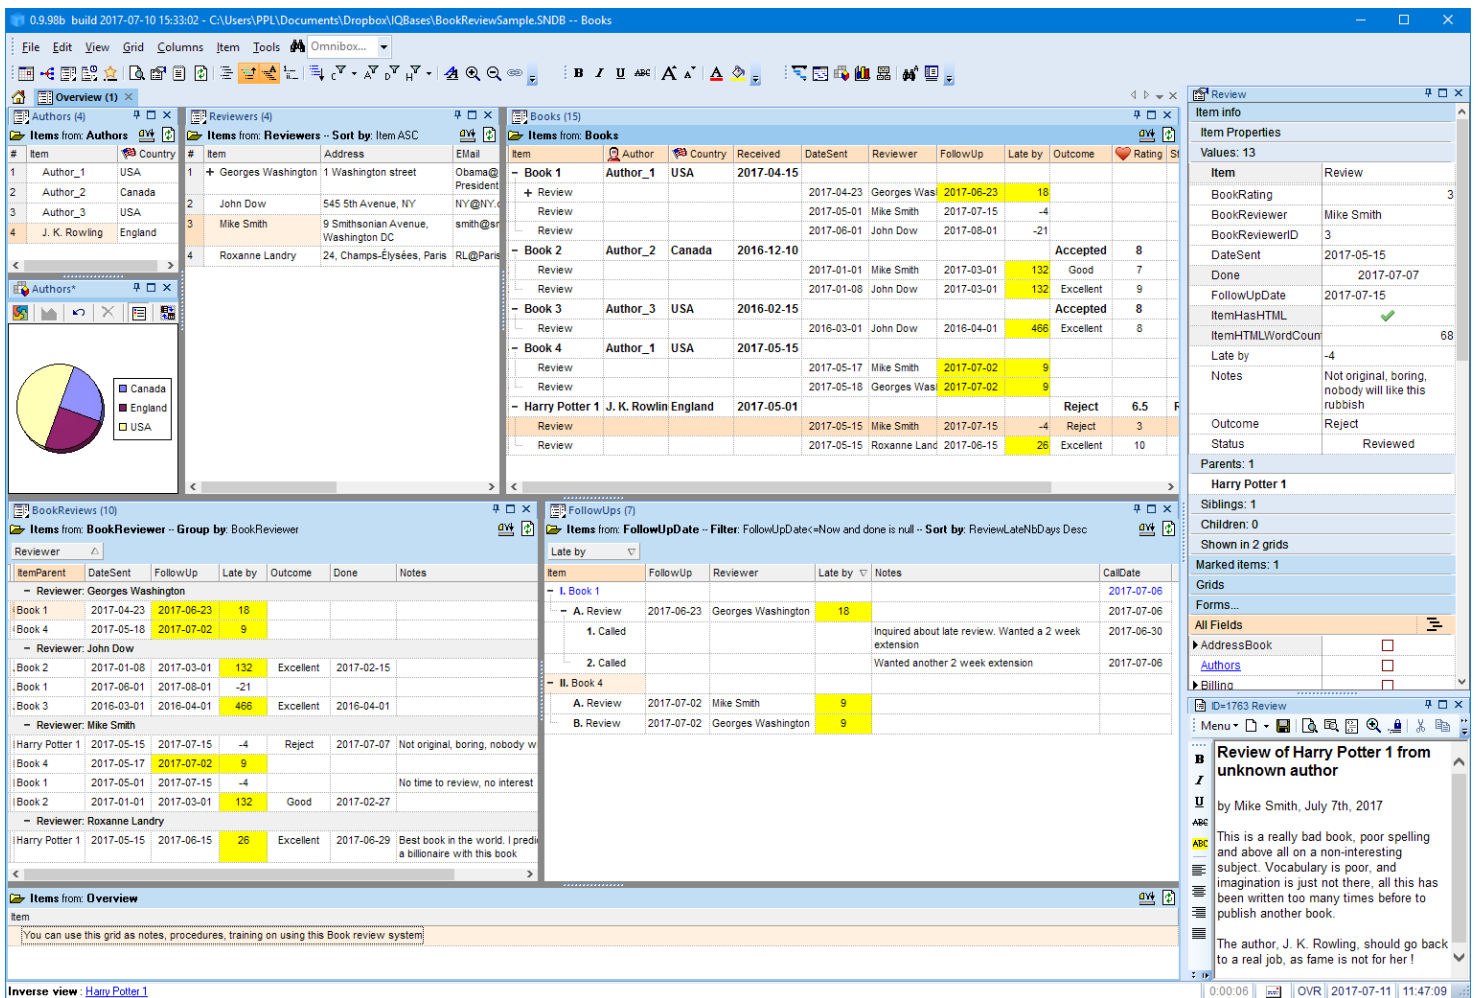 0.9.98b build 2017-07-10 15:33:02 - C:\Users\PPL\Documents\Dropbox\IQBases\BookReviewSample.SNDB -- Books
File Edit View Grid Columns Item Tools Omnibox...
Overview (1)
Authors (4)
Items from: Authors
# Item Country
1 Author_1 USA
2 Author_2 Canada
3 Author_3 USA
4 J. K. Rowling England
Authors*
Canada
England
USA
Reviewers (4)
Items from: Reviewers -- Sort by: Item ASC
# Item Address EMail
1 + Georges Washington 1 Washington street Obama@
President
2 John Dow 545 5th Avenue, NY NY@NY.
3 Mike Smith 9 Smithsonian Avenue, smith@s
Washington DC
4 Roxanne Landry 24, Champs-Élysées, Paris RL@Paris
Books (15)
Items from: Books
Item Author Country Received DateSent Reviewer FollowUp Late by Outcome Rating St
− Book 1 Author_1 USA 2017-04-15
+ Review 2017-04-23 Georges Was 2017-06-23 18
Review 2017-05-01 Mike Smith 2017-07-15 -4
Review 2017-06-01 John Dow 2017-08-01 -21
− Book 2 Author_2 Canada 2016-12-10 Accepted 8
Review 2017-01-01 Mike Smith 2017-03-01 132 Good 7
Review 2017-01-08 John Dow 2017-03-01 132 Excellent 9
− Book 3 Author_3 USA 2016-02-15 Accepted 8
Review 2016-03-01 John Dow 2016-04-01 466 Excellent 8
− Book 4 Author_1 USA 2017-05-15
Review 2017-05-17 Mike Smith 2017-07-02 9
Review 2017-05-18 Georges Was 2017-07-02 9
− Harry Potter 1 J. K. Rowlin England 2017-05-01 Reject 6.5 R
Review 2017-05-15 Mike Smith 2017-07-15 -4 Reject 3
Review 2017-05-15 Roxanne Land 2017-06-15 26 Excellent 10
BookReviews (10)
Items from: BookReviewer -- Group by: BookReviewer
Reviewer
ItemParent DateSent FollowUp Late by Outcome Done Notes
− Reviewer: Georges Washington
Book 1 2017-04-23 2017-06-23 18
Book 4 2017-05-18 2017-07-02 9
− Reviewer: John Dow
Book 2 2017-01-08 2017-03-01 132 Excellent 2017-02-15
Book 1 2017-06-01 2017-08-01 -21
Book 3 2016-03-01 2016-04-01 466 Excellent 2016-04-01
− Reviewer: Mike Smith
Harry Potter 1 2017-05-15 2017-07-15 -4 Reject 2017-07-07 Not original, boring, nobody w
Book 4 2017-05-17 2017-07-02 9
Book 1 2017-05-01 2017-07-15 -4 No time to review, no interest
Book 2 2017-01-01 2017-03-01 132 Good 2017-02-27
− Reviewer: Roxanne Landry
Harry Potter 1 2017-05-15 2017-06-15 26 Excellent 2017-06-29 Best book in the world. I predi
a billionaire with this book
FollowUps (7)
Items from: FollowUpDate -- Filter: FollowUpDate<=Now and done is null -- Sort by: ReviewLateNbDays Desc
Late by
Item FollowUp Reviewer Late by Notes CallDate
− I. Book 1 2017-07-06
− A. Review 2017-06-23 Georges Washington 18 2017-07-06
1. Called Inquired about late review. Wanted a 2 week 2017-06-30
extension
2. Called Wanted another 2 week extension 2017-07-06
− II. Book 4
A. Review 2017-07-02 Mike Smith 9
B. Review 2017-07-02 Georges Washington 9
Items from: Overview
Item
You can use this grid as notes, procedures, training on using this Book review system
Review
Item info
Item Properties
Values: 13
Item Review
BookRating 3
BookReviewer Mike Smith
BookReviewerID 3
DateSent 2017-05-15
Done 2017-07-07
FollowUpDate 2017-07-15
ItemHasHTML
ItemHTMLWordCoun 68
Late by -4
Notes Not original, boring,
nobody will like this
rubbish
Outcome Reject
Status Reviewed
Parents: 1
Harry Potter 1
Siblings: 1
Children: 0
Shown in 2 grids
Marked items: 1
Grids
Forms...
All Fields
AddressBook
Authors
Billing
ID=1763 Review
Menu
Review of Harry Potter 1 from
unknown author
by Mike Smith, July 7th, 2017
This is a really bad book, poor spelling
and above all on a non-interesting
subject. Vocabulary is poor, and
imagination is just not there, all this has
been written too many times before to
publish another book.
The author, J. K. Rowling, should go back
to a real job, as fame is not for her !
Inverse view : Harry Potter 1
0:00:06 OVR 2017-07-11 11:47:09